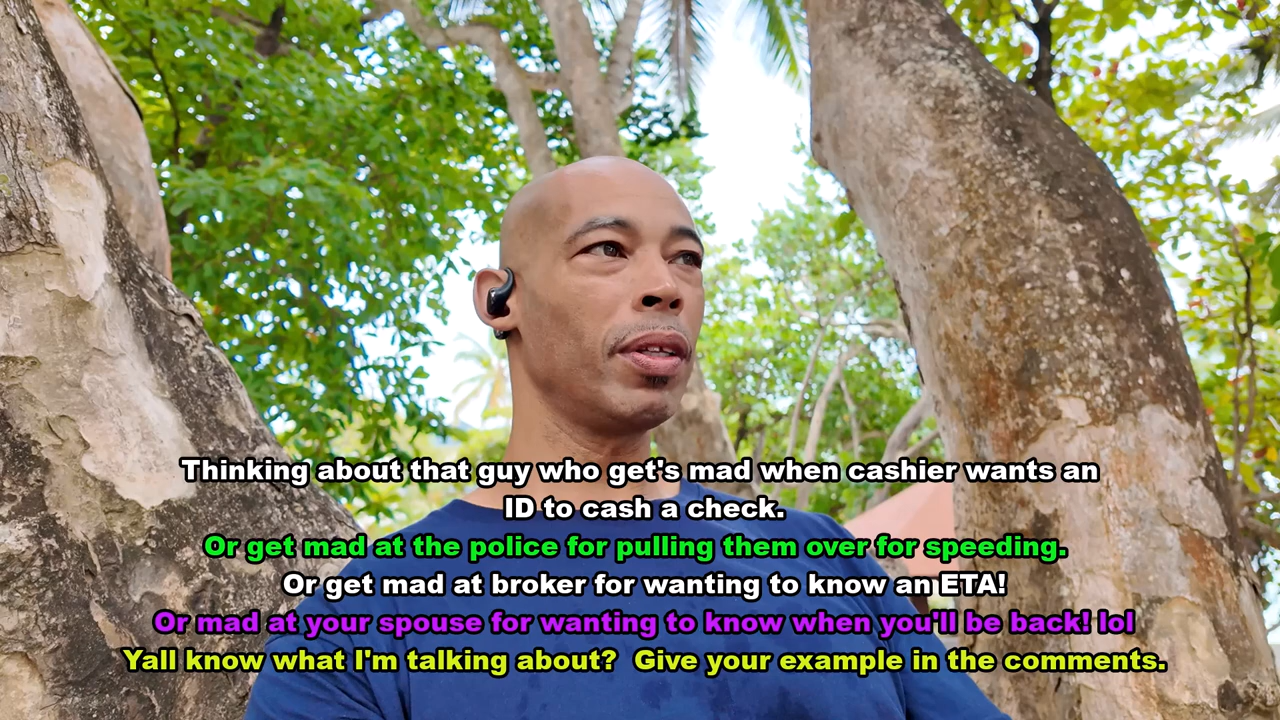 Thinking about that guy who get's mad when cashier wants an
ID to cash a check.
Or get mad at the police for pulling them over for speeding.
Or get mad at broker for wanting to know an ETA!
Or mad at your spouse for wanting to know when you'll be back! lol
Yall know what I'm talking about?  Give your example in the comments.